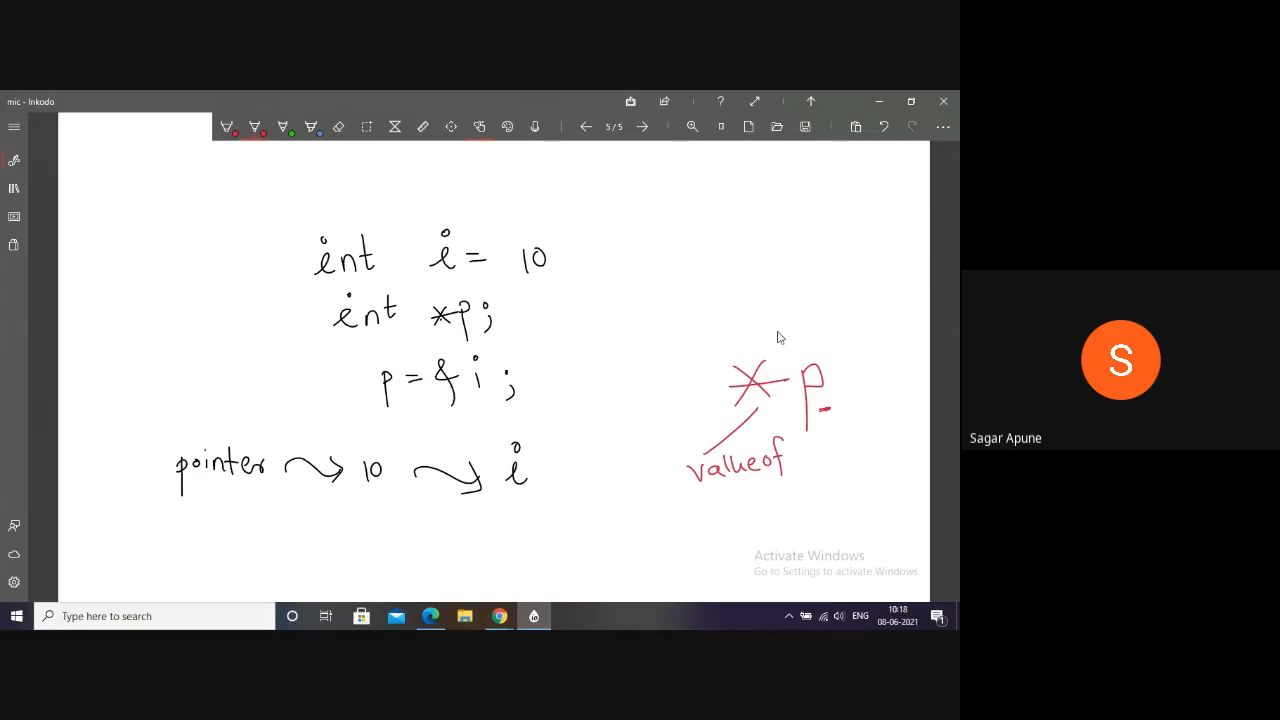 mic - Inkodo
5/5
int i = 10
int *p;
p = & i ;
* p
valueof
pointer 10 i
S
Sagar Apune
Activate Windows
Go to Settings to activate Windows.
Type here to search
ENG
10:18
08-06-2021